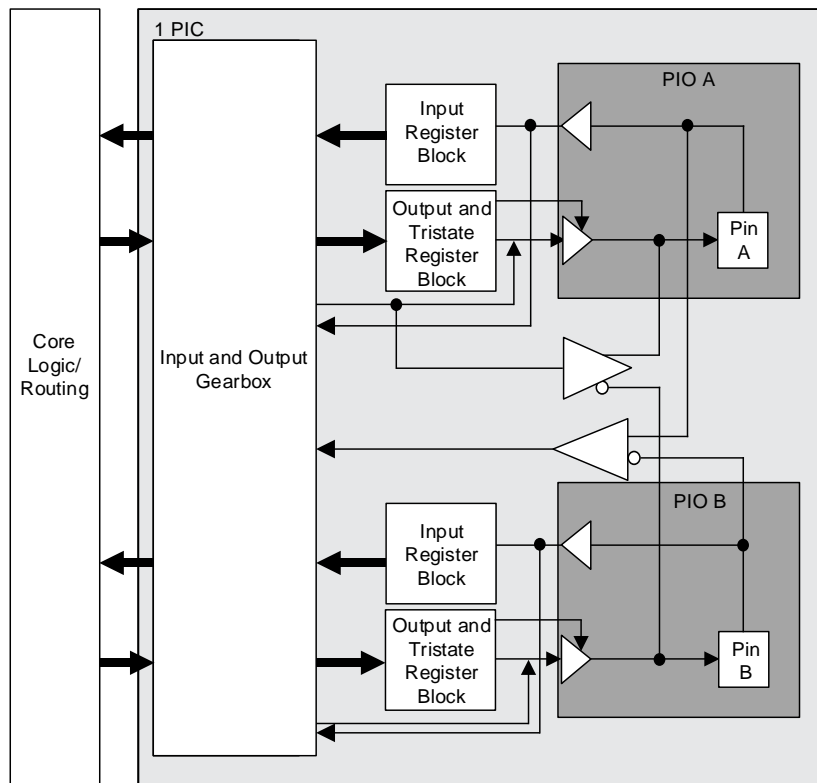 1 PIC
PIO A
Input
Register
Block
Output and
Tristate
Register
Block
Pin
A
Core
Logic/
Routing
Input and Output
Gearbox
PIO B
Input
Register
Block
Output and
Tristate
Register
Block
Pin
B